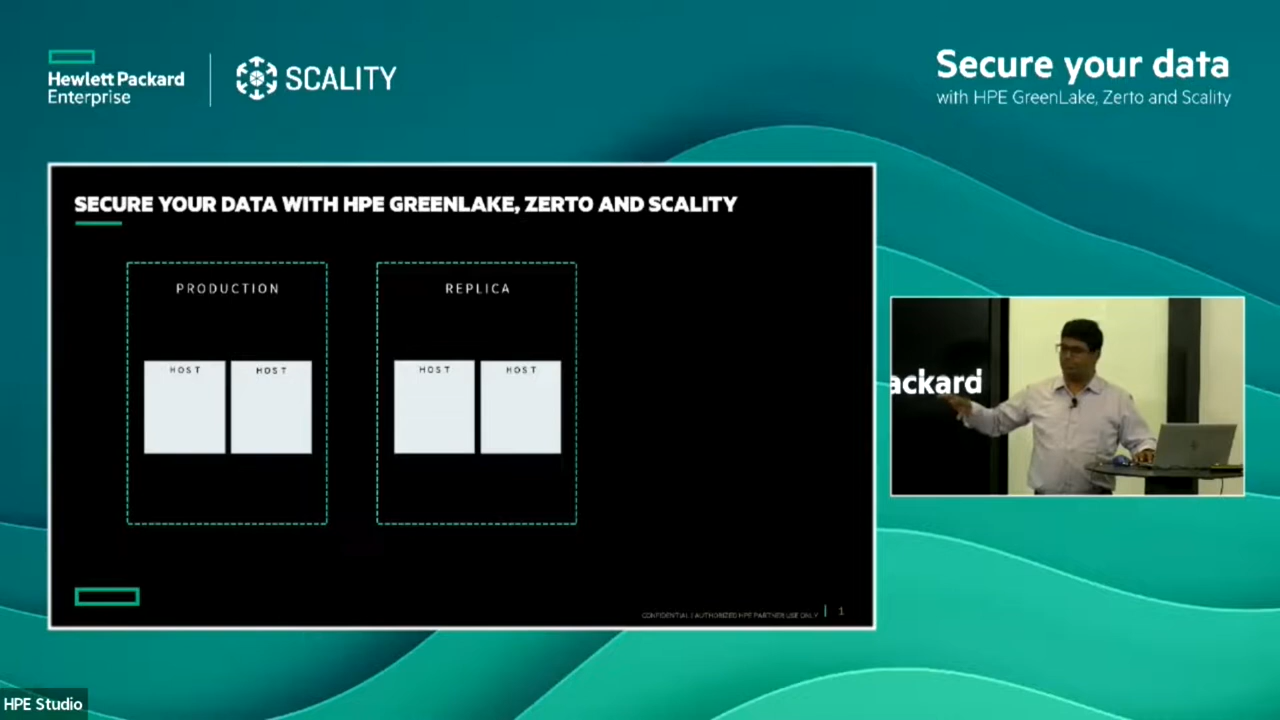 Hewlett Packard
Enterprise
SCALITY
Secure your data
with HPE GreenLake, Zerto and Scality
SECURE YOUR DATA WITH HPE GREENLAKE, ZERTO AND SCALITY
PRODUCTION
REPLICA
HOST
HOST
HOST
HOST
ackard
CONFIDENTIAL | AUTHORIZED HPE PARTNER USE ONLY
1
HPE Studio